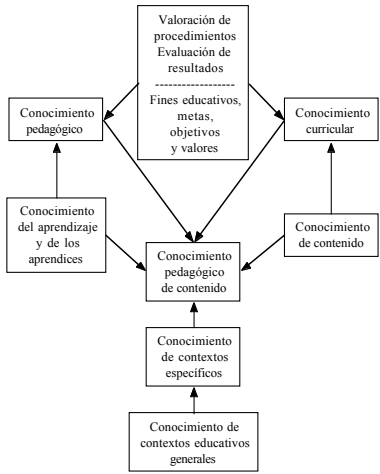 Valoración de
procedimientos
Evaluación de
resultados
-------------------
Fines educativos,
metas,
objetivos
y valores
Conocimiento
pedagógico
Conocimiento
curricular
Conocimiento
del aprendizaje
y de los
aprendices
Conocimiento
de contenido
Conocimiento
pedagógico
de contenido
Conocimiento
de contextos
específicos
Conocimiento de
contextos educativos
generales